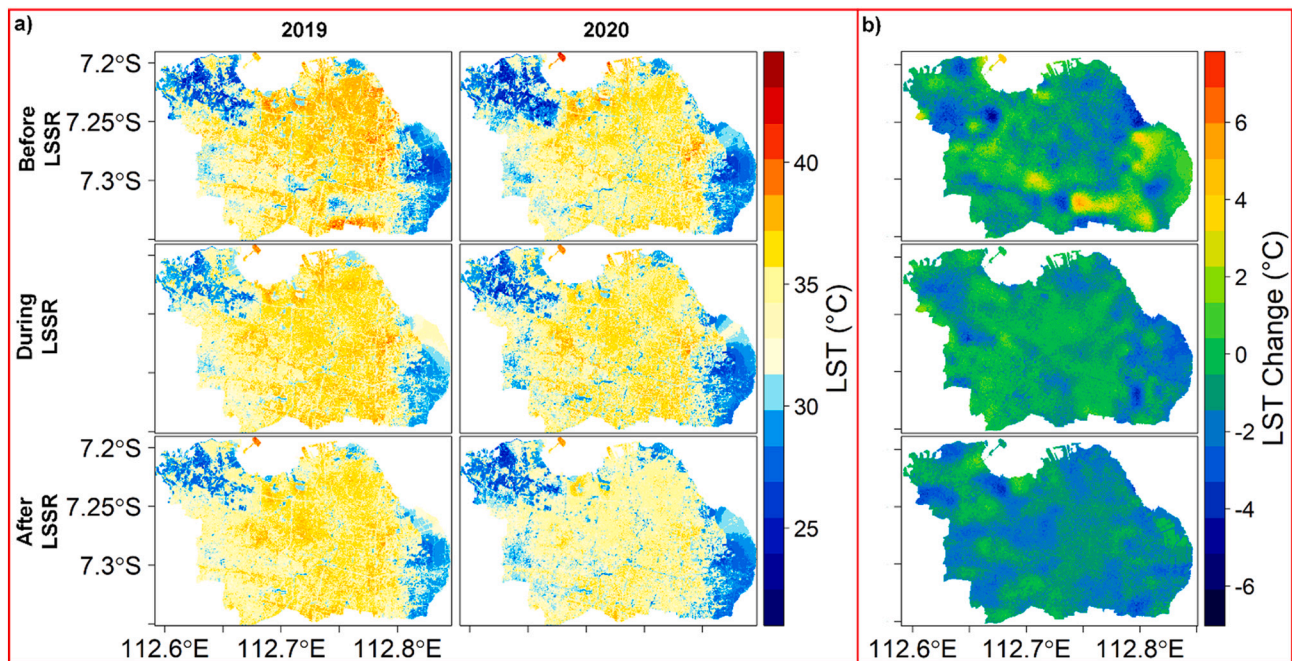 a)
2019
2020
b)
Before
LSSR
During
LSSR
After
LSSR
7.2°S
7.25°S
7.3°S
7.2°S
7.25°S
7.3°S
112.6°E 112.7°E 112.8°E
40
35
30
25
LST (°C)
6
4
2
0
-2
-4
-6
LST Change (°C)
112.6°E 112.7°E 112.8°E